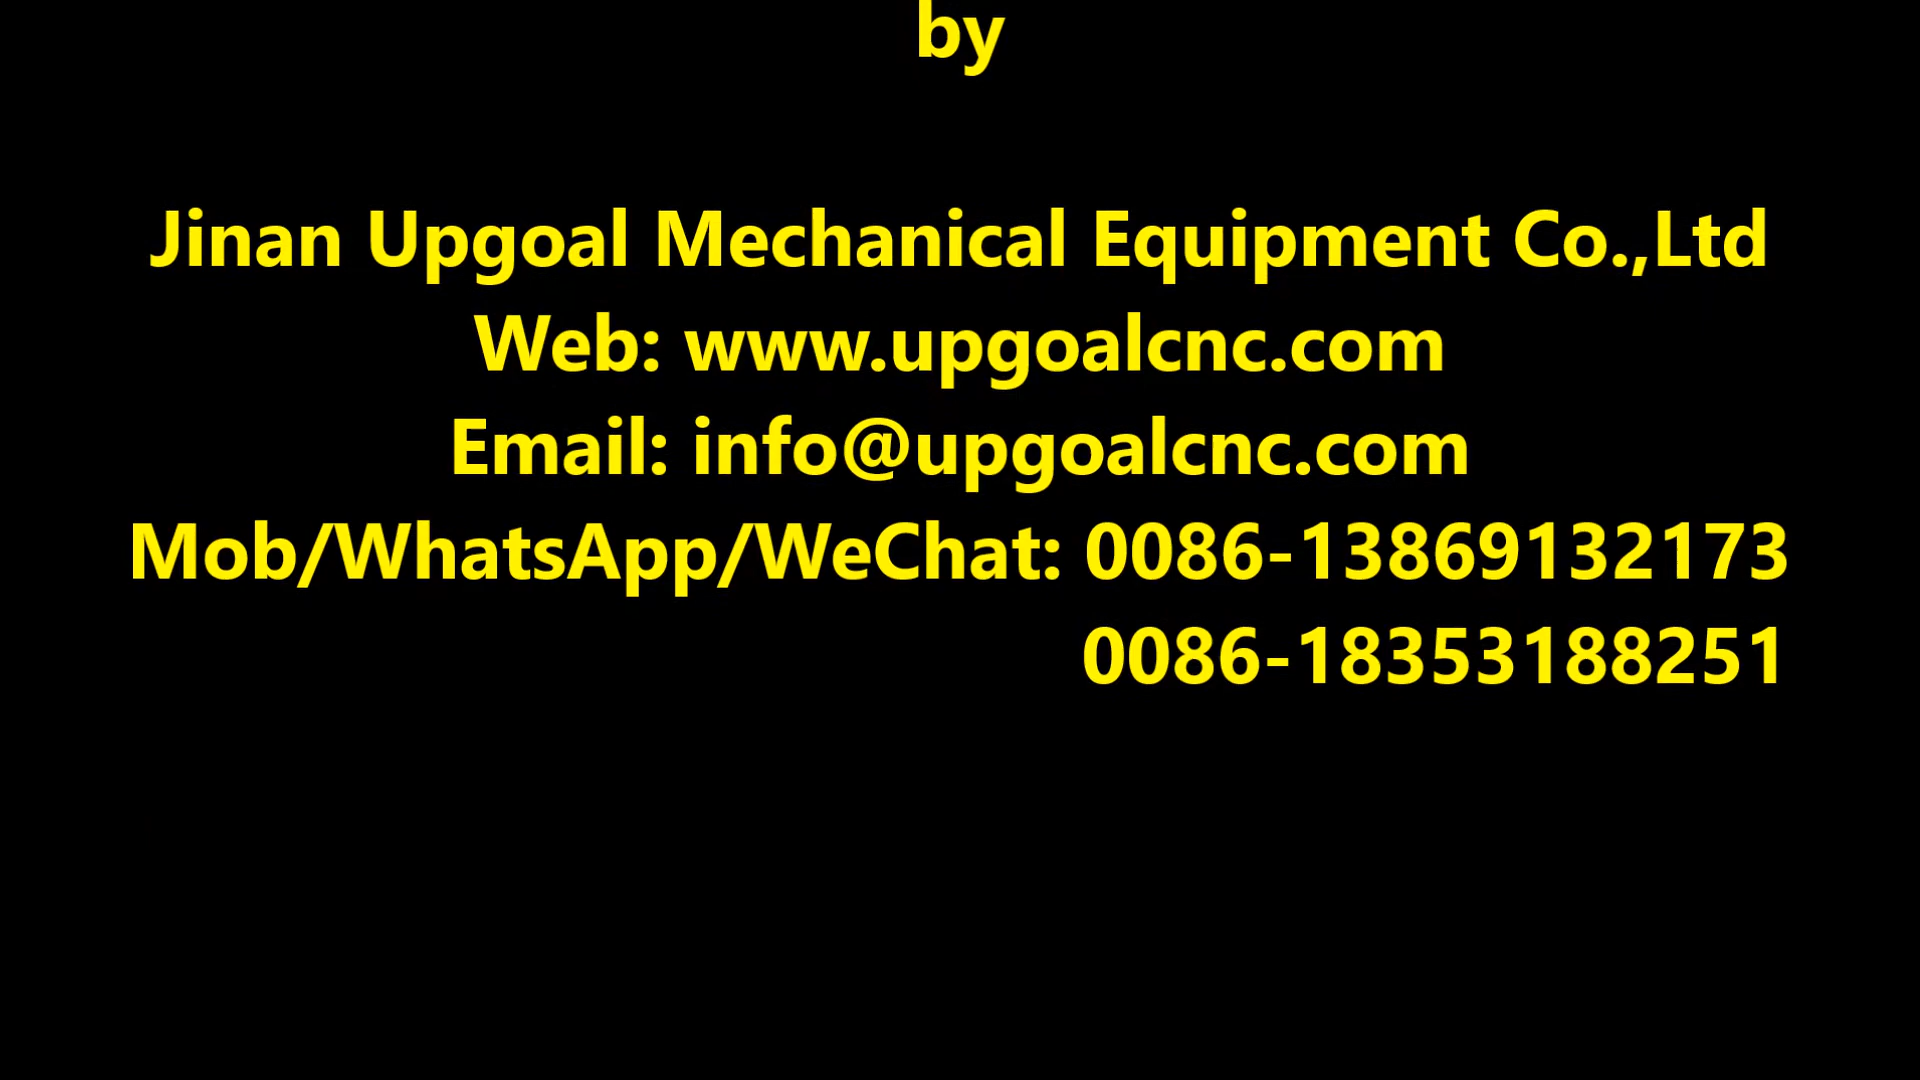 by
Jinan Upgoal Mechanical Equipment Co.,Ltd
Web: www.upgoalcnc.com
Email: info@upgoalcnc.com
Mob/WhatsApp/WeChat: 0086-13869132173
0086-18353188251